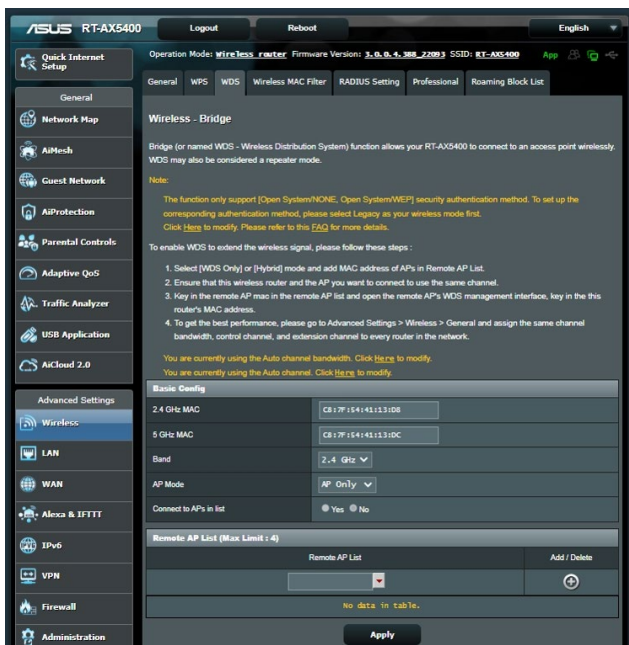 ASUS RT-AX5400 Logout Reboot English
Quick Internet Setup
Operation Mode: Wireless router Firmware Version: 3.0.0.4.388_22093 SSID: RT-AX5400 App
General WPS WDS Wireless MAC Filter RADIUS Setting Professional Roaming Block List
General
Network Map
AiMesh
Guest Network
AiProtection
Parental Controls
Adaptive QoS
Traffic Analyzer
USB Application
AiCloud 2.0
Advanced Settings
Wireless
LAN
WAN
Alexa & IFTTT
IPv6
VPN
Firewall
Administration
Wireless - Bridge
Bridge (or named WDS - Wireless Distribution System) function allows your RT-AX5400 to connect to an access point wirelessly.
WDS may also be considered a repeater mode.
Note:
The function only support [Open System/NONE, Open System/WEP] security authentication method. To set up the
corresponding authentication method, please select Legacy as your wireless mode
first.
Click Here to modify. Please refer to this FAQ for more details.
To enable WDS to extend the wireless signal, please follow these steps :
1. Select [WDS Only] or [Hybrid] mode and add MAC address of APs in Remote AP
List.
2. Ensure that this wireless router and the AP you want to connect to use the same
channel.
3. Key in the remote AP mac in the remote AP list and open the remote AP's WDS management interface, key in the this
router's MAC address.
4. To get the best performance, please go to Advanced Settings > Wireless > General and assign the same channel
bandwidth, control channel, and extension channel to every router in the network.
You are currently using the Auto channel bandwidth. Click Here to modify.
You are currently using the Auto channel. Click Here to modify.
Basic Config
2.4 GHz MAC C8:7F:54:41:13:D8
5 GHz MAC C8:7F:54:41:13:DC
Band 2.4 GHz
AP Mode AP Only
Connect to APs in list Yes No
Remote AP List (Max Limit : 4)
Remote AP List Add / Delete
No data in table.
Apply